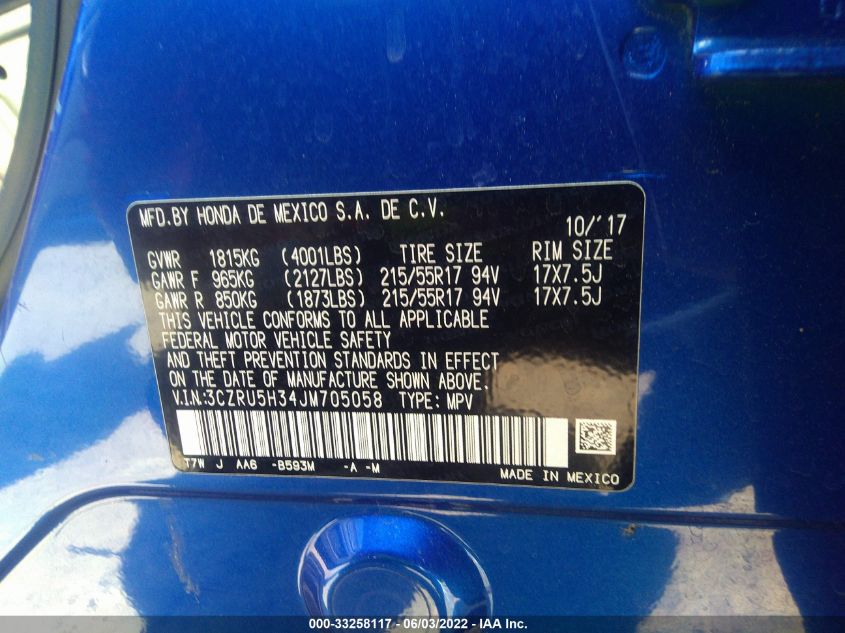 MFD.BY HONDA DE MEXICO S.A. DE C.V.
10/'17
GVWR 1815KG (4001LBS) TIRE SIZE RIM SIZE
GAWR F 965KG (2127LBS) 215/55R17 94V 17X7.5J
GAWR R 850KG (1873LBS) 215/55R17 94V 17X7.5J
THIS VEHICLE CONFORMS TO ALL APPLICABLE
FEDERAL MOTOR VEHICLE SAFETY
AND THEFT PREVENTION STANDARDS IN EFFECT
ON THE DATE OF MANUFACTURE SHOWN ABOVE.
V.I.N:3CZRU5H34JM705058 TYPE: MPV
T7W J AA6 -B593M -A -M
MADE IN MEXICO
000-33258117 - 06/03/2022 - IAA Inc.